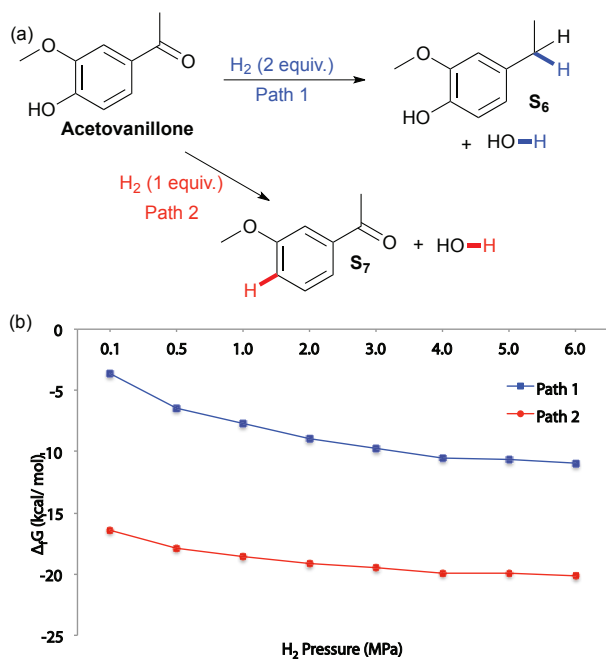 (a)
O
O
HO
Acetovanillone
H₂ (2 equiv.)
Path 1
O
HO
H
H
S₆
+ HO-H
H₂ (1 equiv.)
Path 2
O
O
H
S₇
+ HO-H
(b)
0
-5
-10
-15
-20
-25
0.1 0.5 1.0 2.0 3.0 4.0 5.0 6.0
Path 1
Path 2
ΔrG (kcal/ mol),
H₂ Pressure (MPa)